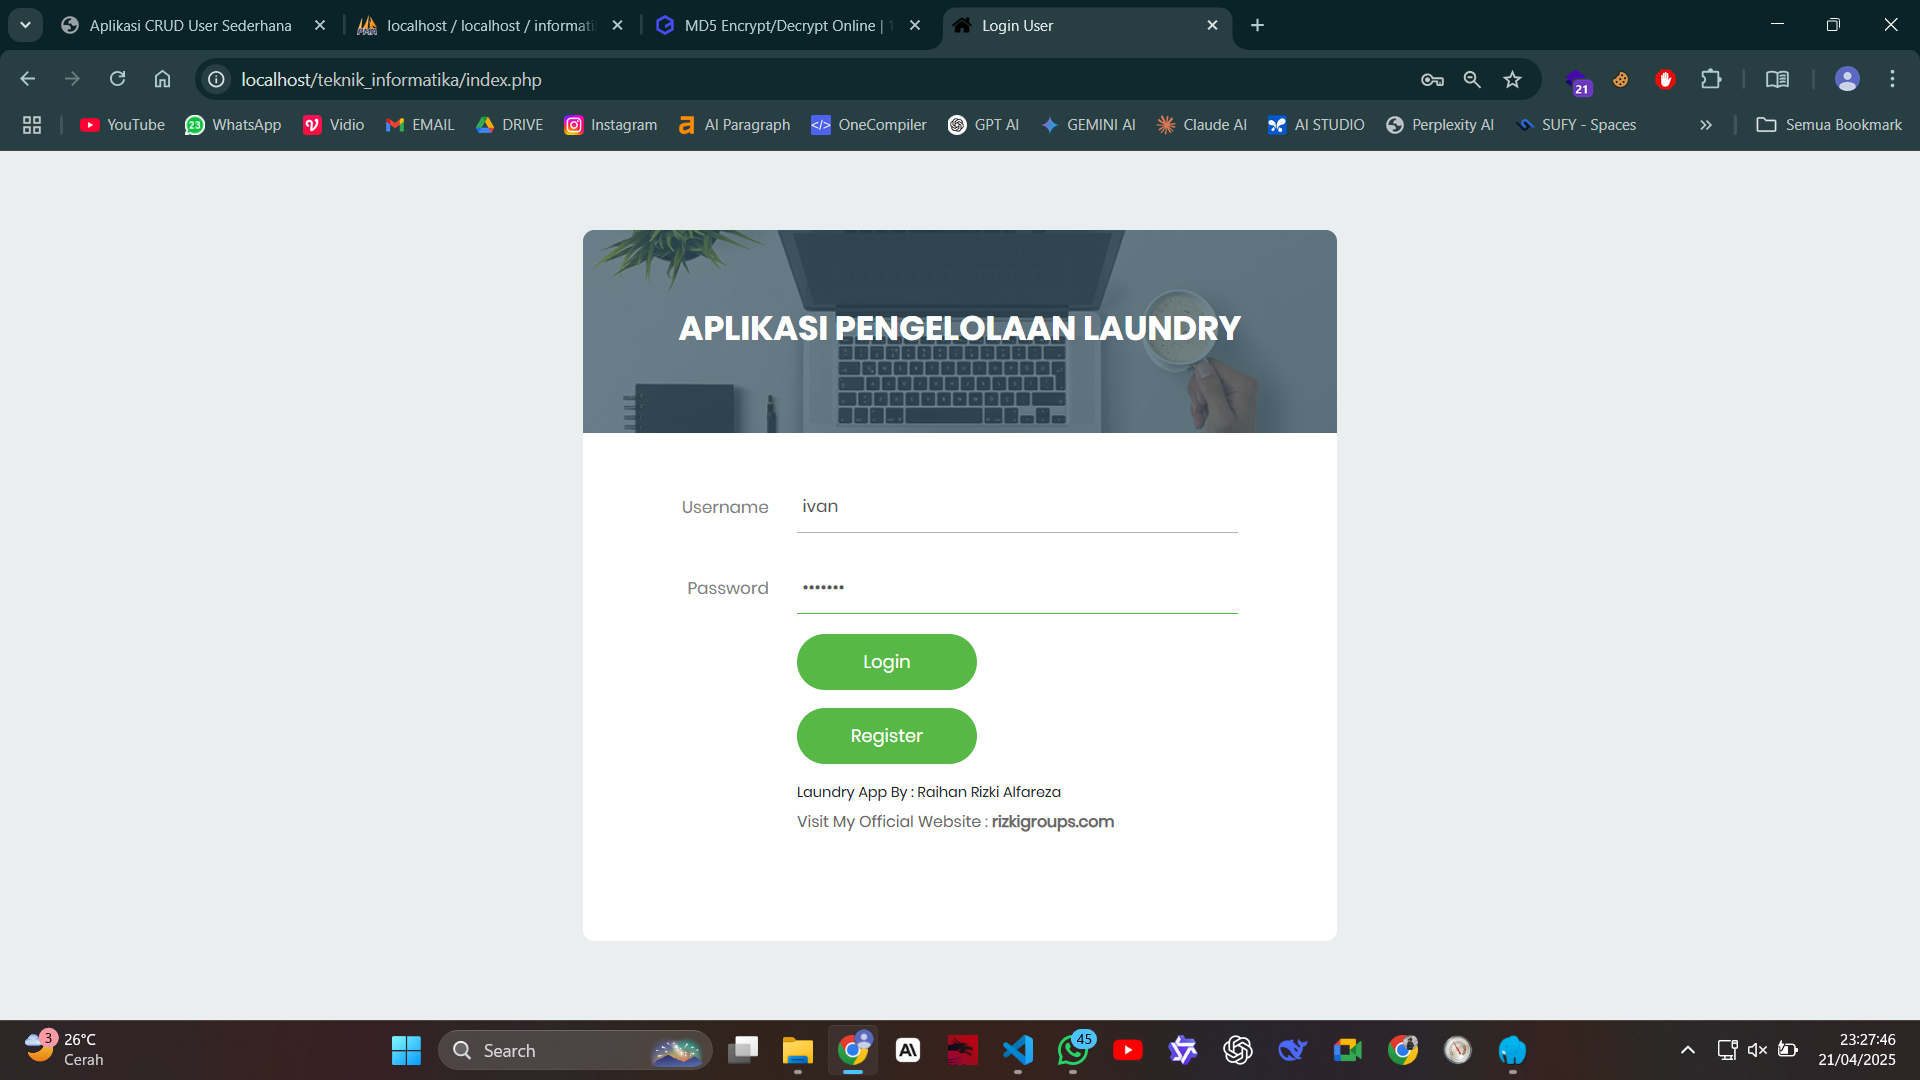 Aplikasi CRUD User Sederhana
localhost / localhost / informati
MD5 Encrypt/Decrypt Online |
Login User
localhost/teknik_informatika/index.php
21
YouTube
23
WhatsApp
Vidio
EMAIL
DRIVE
Instagram
AI Paragraph
OneCompiler
GPT AI
GEMINI AI
Claude AI
AI STUDIO
Perplexity AI
SUFY - Spaces
Semua Bookmark
APLIKASI PENGELOLAAN LAUNDRY
Username
ivan
Password
•••••••
Login
Register
Laundry App By : Raihan Rizki Alfareza
Visit My Official Website : rizkigroups.com
3
26°C
Cerah
Search
45
23:27:46
21/04/2025